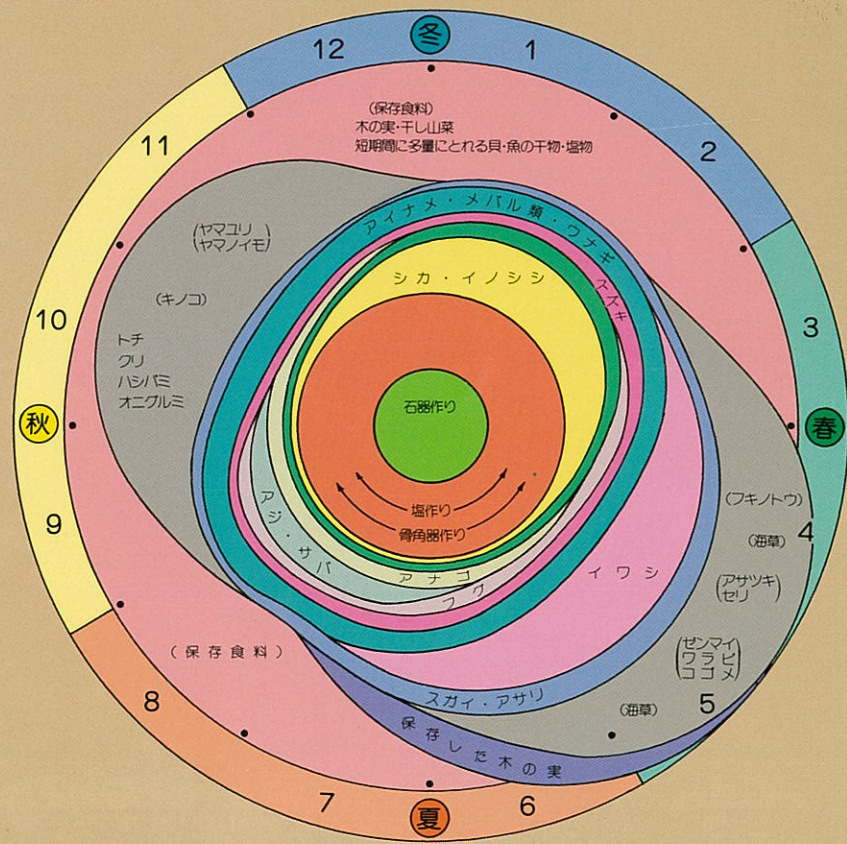 冬
12
1
2
11
10
9
8
7
6
5
4
3
秋
春
夏
(保存食料)
木の実・干し山菜
短期間に多量にとれる貝・魚の干物・塩物
(ヤマユリ
ヤマノイモ)
(キノコ)
トチ
クリ
ハシバミ
オニグルミ
アイナメ・メバル類・ウナギ
スズキ
シカ・イノシシ
石器作り
塩作り
骨角器作り
アジ・サバ
アナゴ
フグ
イワシ
スガイ・アサリ
保存した木の実
(保存食料)
(フキノトウ)
(海草)
(アサツキ
セリ)
(ゼンマイ
ワラビ
コゴメ)
(海草)